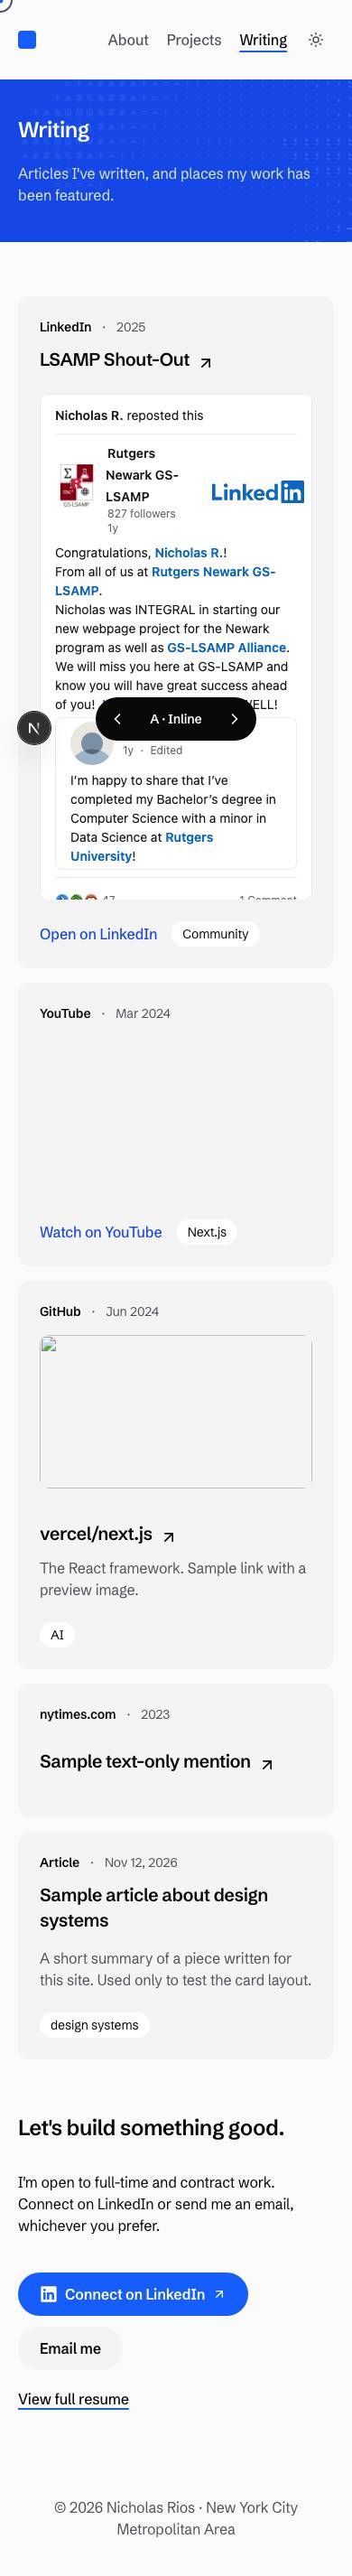 About Projects Writing
Writing
Articles I've written, and places my work has
been featured.
LinkedIn · 2025
LSAMP Shout-Out
Nicholas R. reposted this
Rutgers
Newark GS-
LSAMP
827 followers
1y
LinkedIn
Congratulations, Nicholas R.!
From all of us at Rutgers Newark GS-
LSAMP.
Nicholas was INTEGRAL in starting our
new webpage project for the Newark
program as well as GS-LSAMP Alliance.
We will miss you here at GS-LSAMP and
know you will have great success ahead
of you!
A · Inline
N
1y · Edited
I'm happy to share that I've
completed my Bachelor's degree in
Computer Science with a minor in
Data Science at Rutgers
University!
Open on LinkedIn Community
YouTube · Mar 2024
Watch on YouTube Next.js
GitHub · Jun 2024
vercel/next.js
The React framework. Sample link with a
preview image.
AI
nytimes.com · 2023
Sample text-only mention
Article · Nov 12, 2026
Sample article about design
systems
A short summary of a piece written for
this site. Used only to test the card layout.
design systems
Let's build something good.
I'm open to full-time and contract work.
Connect on LinkedIn or send me an email,
whichever you prefer.
Connect on LinkedIn
Email me
View full resume
© 2026 Nicholas Rios · New York City
Metropolitan Area